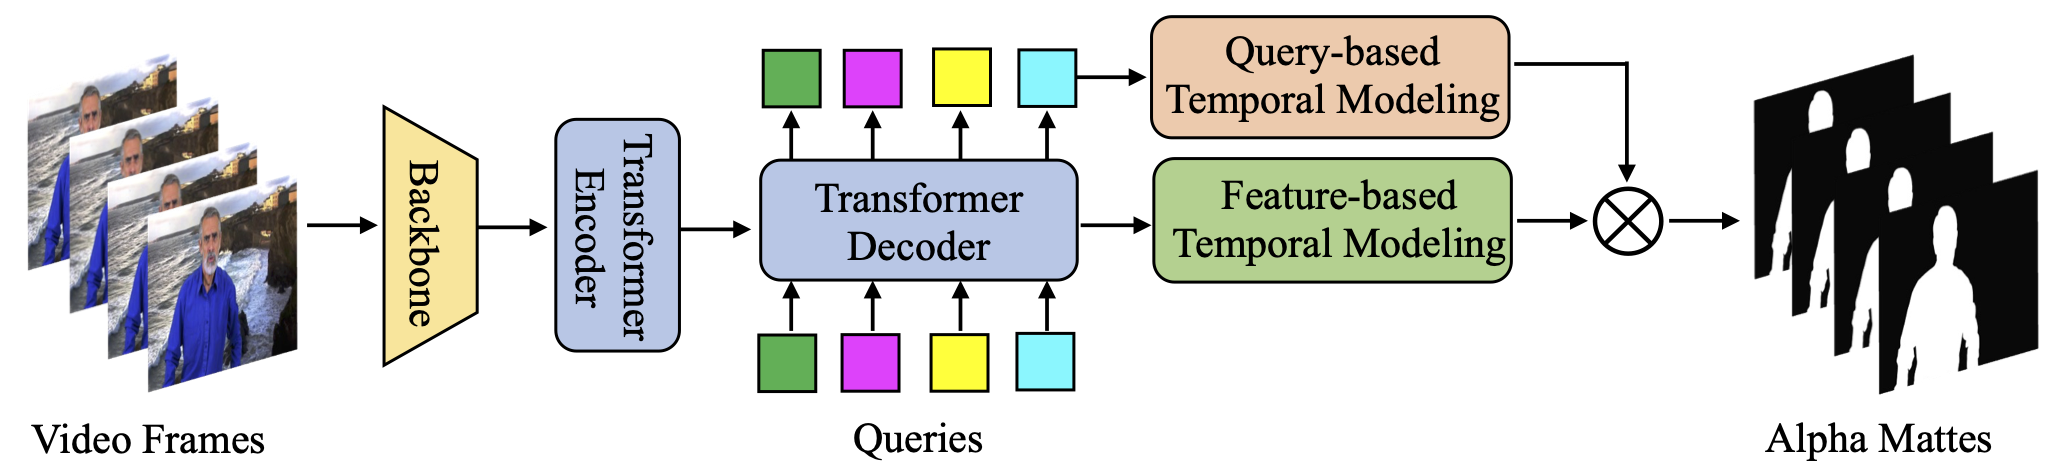 Backbone
Transformer
Encoder
Transformer
Decoder
Query-based
Temporal Modeling
Feature-based
Temporal Modeling
Video Frames
Queries
Alpha Mattes